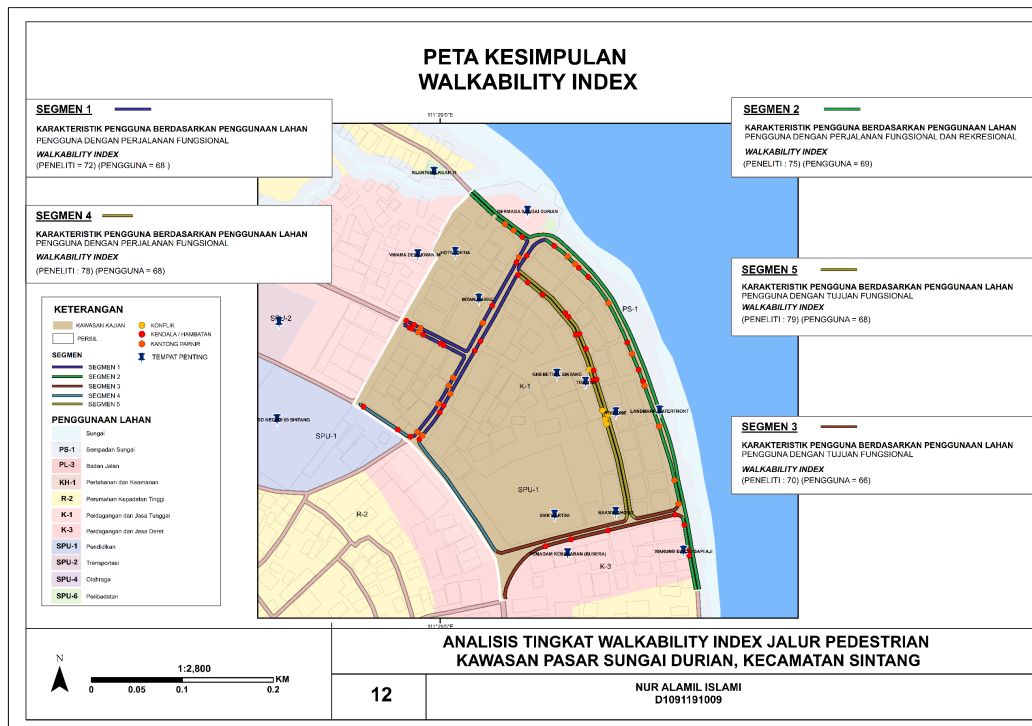 PETA KESIMPULAN
WALKABILITY INDEX
SEGMEN 1
KARAKTERISTIK PENGGUNA BERDASARKAN PENGGUNAAN LAHAN
PENGGUNA DENGAN PERJALANAN FUNGSIONAL
WALKABILITY INDEX
(PENELITI = 72) (PENGGUNA = 68 )
SEGMEN 4
KARAKTERISTIK PENGGUNA BERDASARKAN PENGGUNAAN LAHAN
PENGGUNA DENGAN PERJALANAN FUNGSIONAL
WALKABILITY INDEX
(PENELITI : 78) (PENGGUNA = 68)
SEGMEN 2
KARAKTERISTIK PENGGUNA BERDASARKAN PENGGUNAAN LAHAN
PENGGUNA DENGAN PERJALANAN FUNGSIONAL DAN REKRESIONAL
WALKABILITY INDEX
(PENELITI : 75) (PENGGUNA = 69)
SEGMEN 5
KARAKTERISTIK PENGGUNA BERDASARKAN PENGGUNAAN LAHAN
PENGGUNA DENGAN TUJUAN FUNGSIONAL
WALKABILITY INDEX
(PENELITI : 79) (PENGGUNA = 68)
SEGMEN 3
KARAKTERISTIK PENGGUNA BERDASARKAN PENGGUNAAN LAHAN
PENGGUNA DENGAN TUJUAN FUNGSIONAL
WALKABILITY INDEX
(PENELITI : 70) (PENGGUNA = 66)
KETERANGAN
KAWASAN KAJIAN
PERSIL
KONFLIK
KENDALA / HAMBATAN
KANTONG PARKIR
TEMPAT PENTING
SEGMEN
SEGMEN 1
SEGMEN 2
SEGMEN 3
SEGMEN 4
SEGMEN 5
PENGGUNAAN LAHAN
Sungai
PS-1 Sempadan Sungai
PL-3 Badan Jalan
KH-1 Pertahanan dan Keamanan
R-2 Perumahan Kepadatan Tinggi
K-1 Perdagangan dan Jasa Tunggal
K-3 Perdagangan dan Jasa Deret
SPU-1 Pendidikan
SPU-2 Transportasi
SPU-4 Olahraga
SPU-6 Peribadatan
111°29'0"E
DERMAGA SUNGAI DURIAN
PS-1
SPU-2
K-1
SPU-1
SPU-1
R-2
K-3
111°29'0"E
N
1:2,800
KM
0 0.05 0.1 0.2
ANALISIS TINGKAT WALKABILITY INDEX JALUR PEDESTRIAN
KAWASAN PASAR SUNGAI DURIAN, KECAMATAN SINTANG
12
NUR ALAMIL ISLAMI
D1091191009